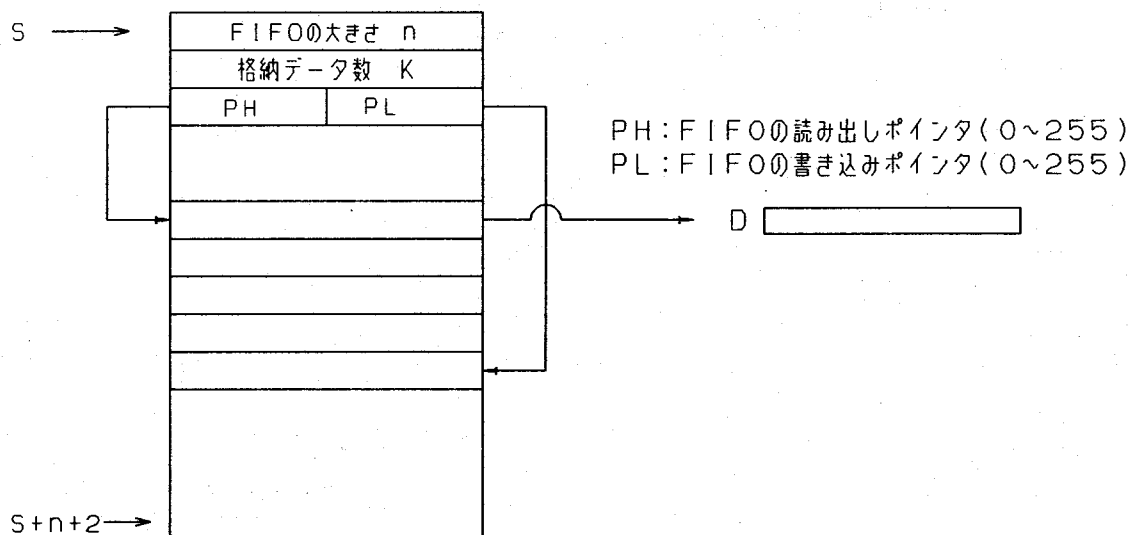 S
FIFOの大きさ n
格納データ数 K
PH PL
PH:FIFOの読み出しポインタ(0~255)
PL:FIFOの書き込みポインタ(0~255)
D
S+n+2